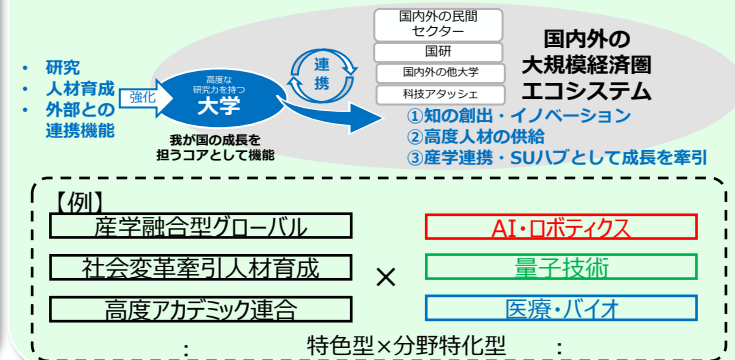 ・ 研究
・ 人材育成
・ 外部との
連携機能
強化
高度な
研究力を持つ
大学
我が国の成長を
担うコアとして機能
連
携
国内外の民間
セクター
国研
国内外の他大学
科技アタッシェ
国内外の
大規模経済圏
エコシステム
①知の創出・イノベーション
②高度人材の供給
③産学連携・SUハブとして成長を牽引
【例】
産学融合型グローバル
社会変革牽引人材育成
高度アカデミック連合
×
AI・ロボティクス
量子技術
医療・バイオ
： 特色型×分野特化型 ：